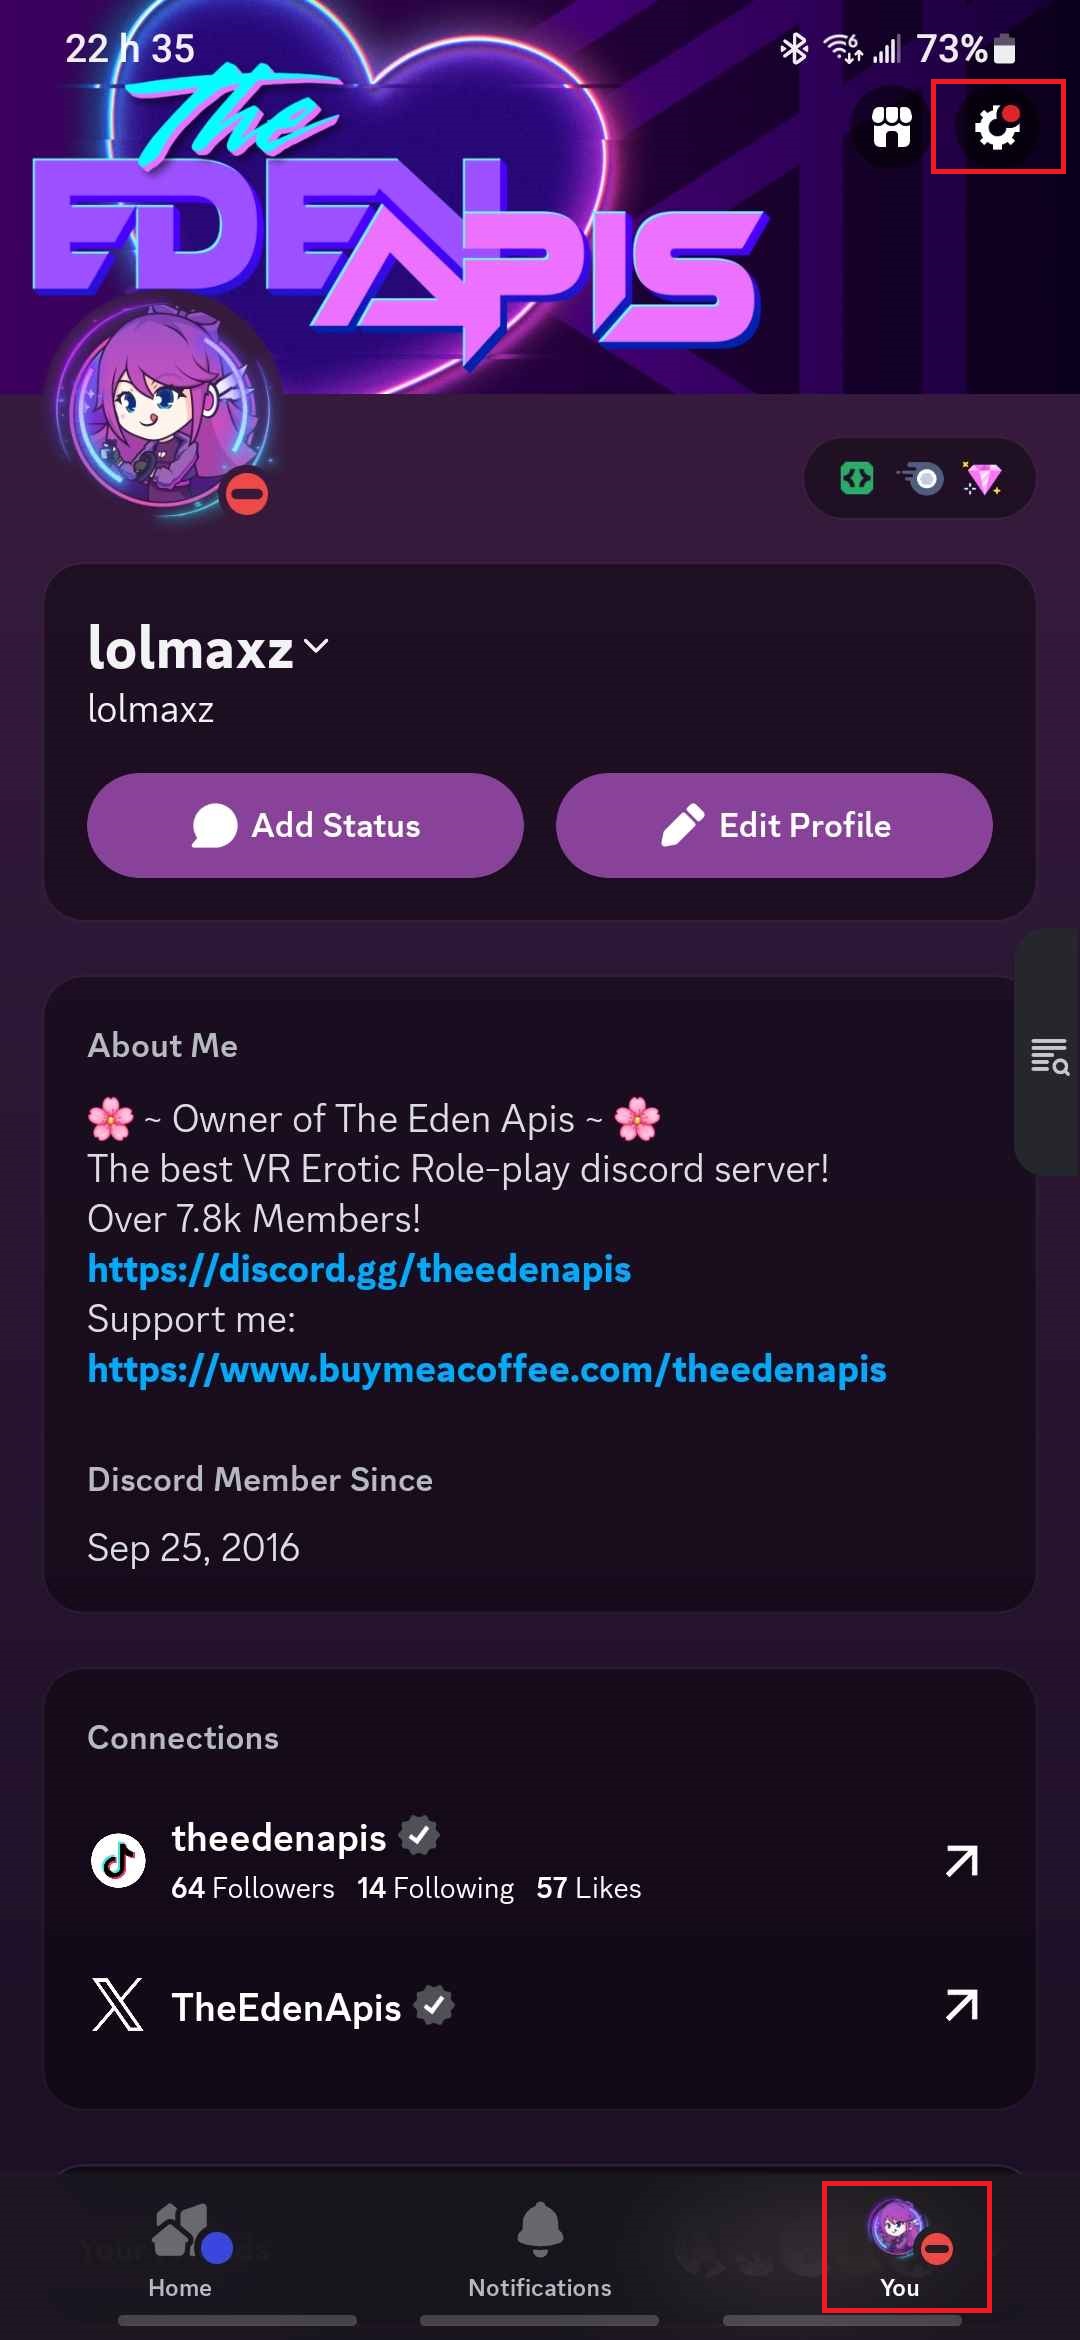 22 h 35
73%
The
EDEN
APIS
lolmaxz
lolmaxz
Add Status
Edit Profile
About Me
🌸 ~ Owner of The Eden Apis ~ 🌸
The best VR Erotic Role-play discord server!
Over 7.8k Members!
https://discord.gg/theedenapis
Support me:
https://www.buymeacoffee.com/theedenapis
Discord Member Since
Sep 25, 2016
Connections
theedenapis
64 Followers 14 Following 57 Likes
TheEdenApis
Home
Notifications
You